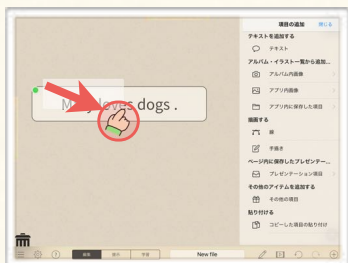 項目の追加 閉じる
テキストを追加する
テキスト
アルバム・イラスト一覧から追加...
アルバム内画像
アプリ内画像
アプリ内に保存した項目
描画する
線
手書き
ページ内に保存したプレゼンテー...
プレゼンテーション項目
その他のアイテムを追加する
その他の項目
貼り付ける
コピーした項目の貼り付け
loves dogs .
編集
New file